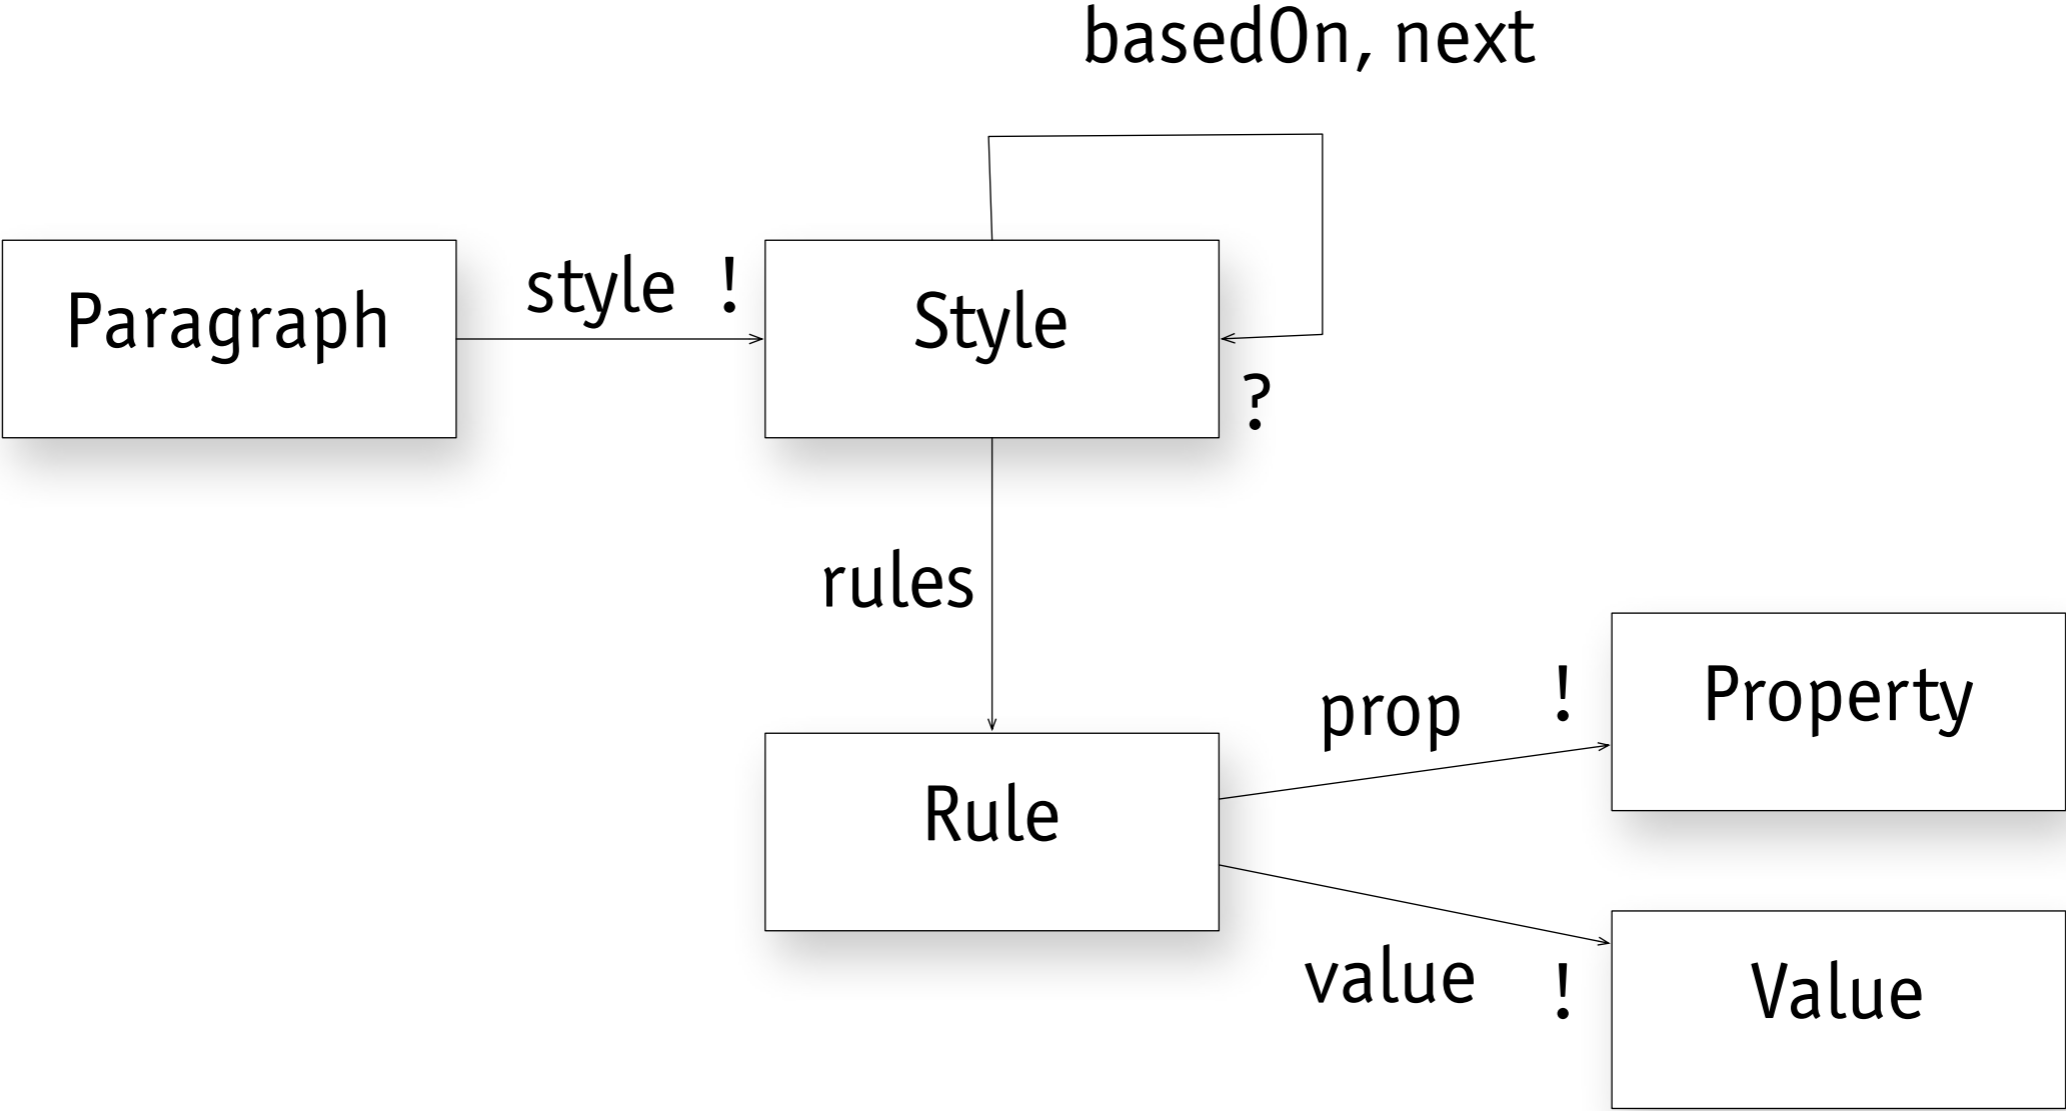 basedOn, next
Paragraph
style !
Style
?
rules
Rule
prop !
Property
value !
Value